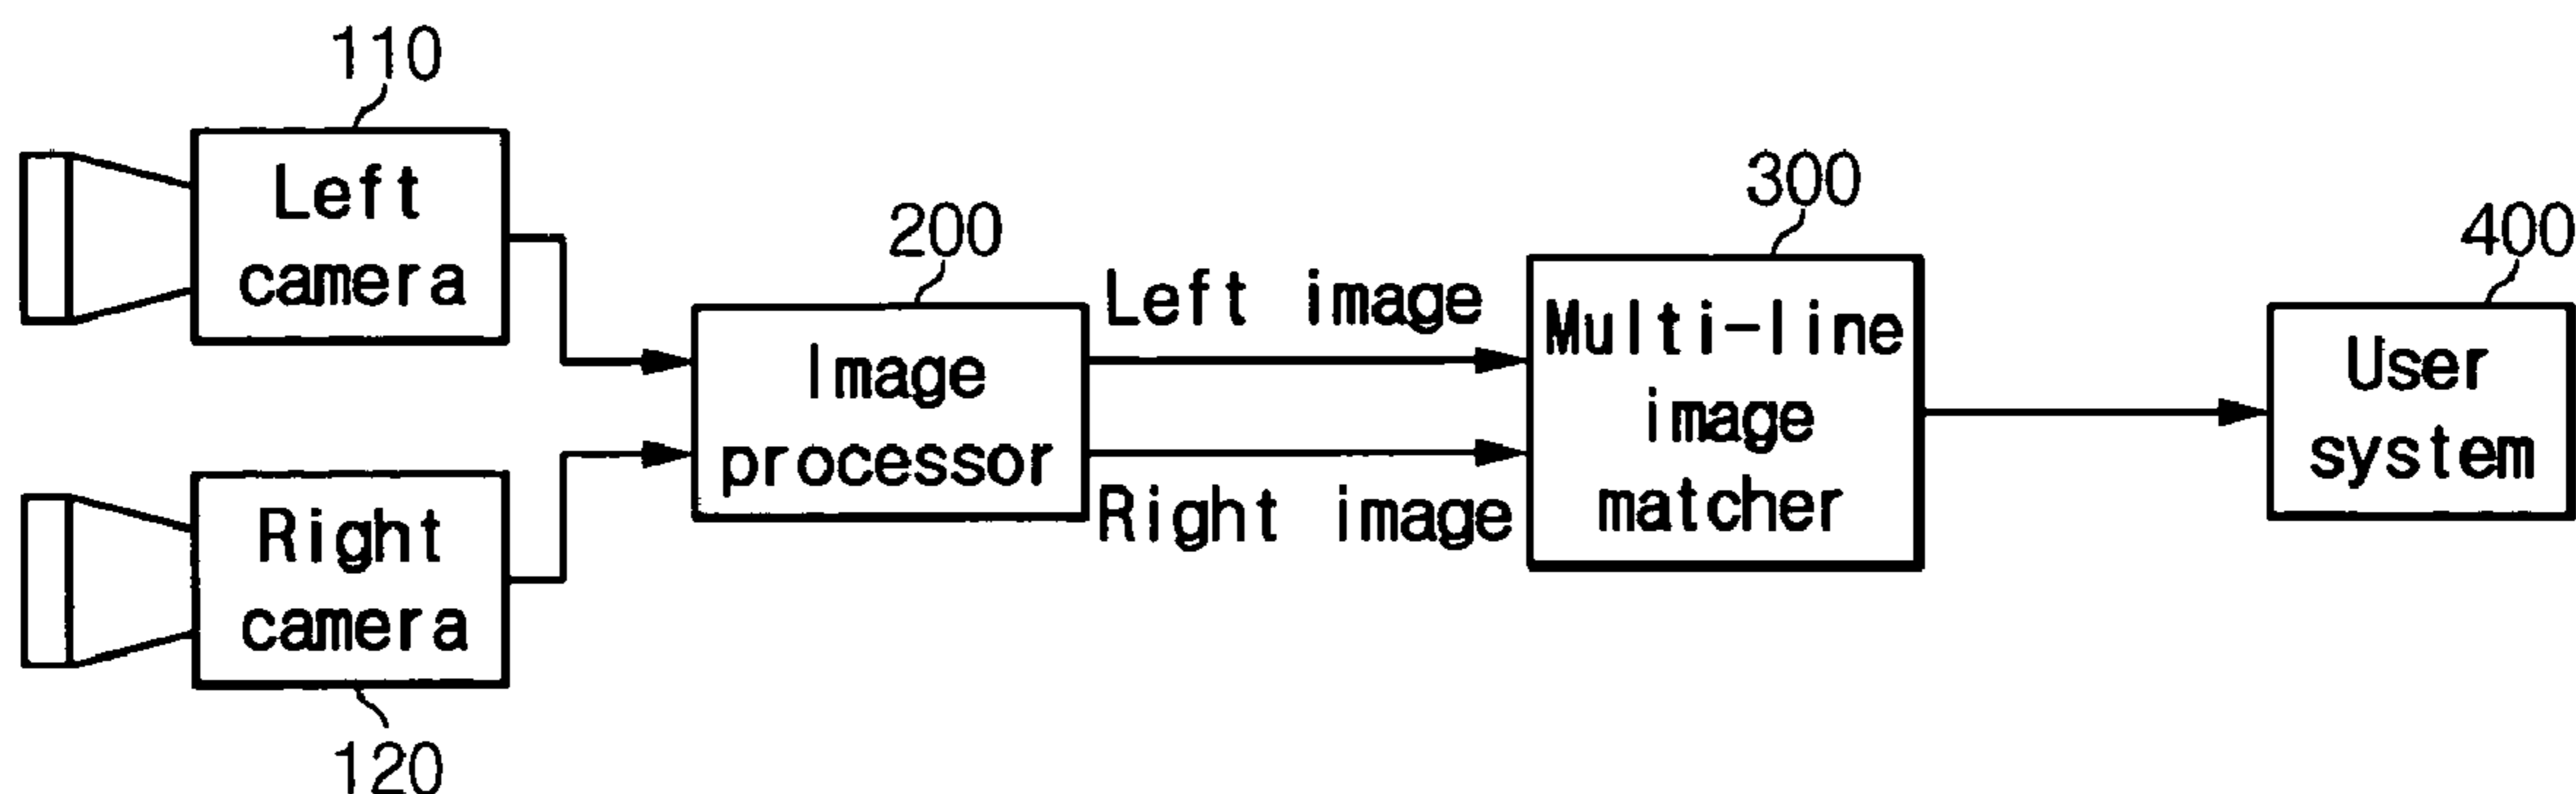 110
Left
camera
200
Image
processor
Left image
Right image
300
Multi-line
image
matcher
400
User
system
Right
camera
120